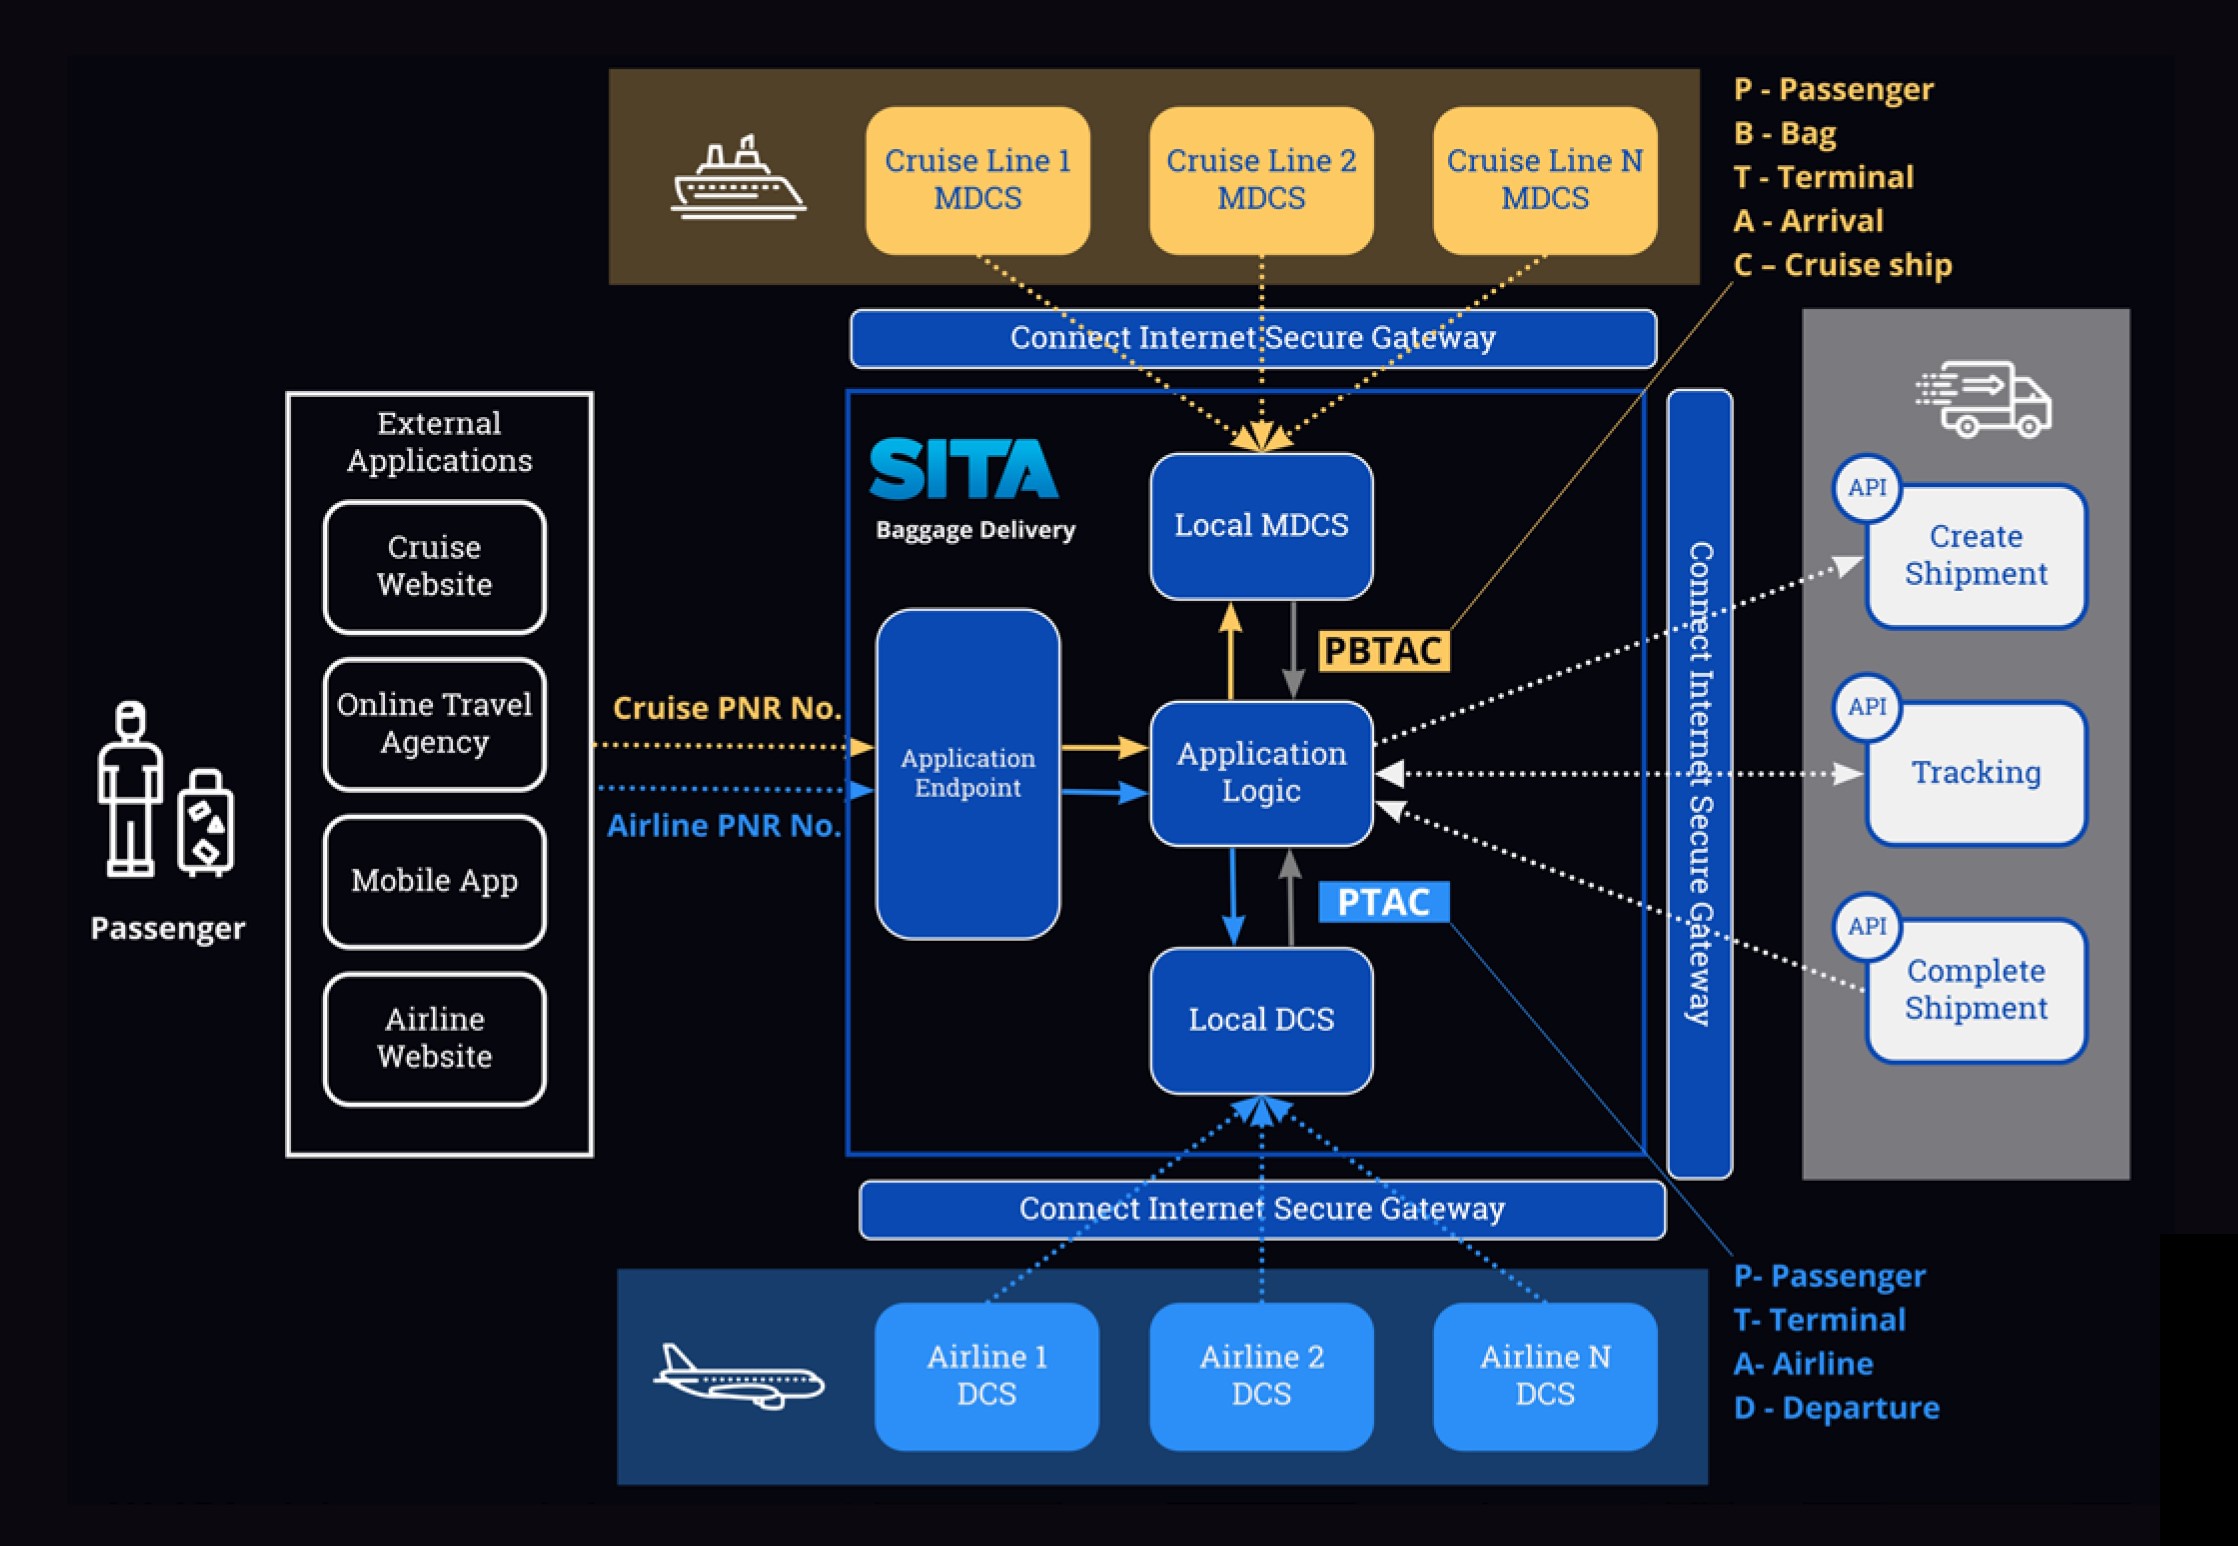 P - Passenger
B - Bag
T - Terminal
A - Arrival
C – Cruise ship
Cruise Line 1
MDCS
Cruise Line 2
MDCS
Cruise Line N
MDCS
Connect Internet Secure Gateway
External
Applications
Cruise
Website
Online Travel
Agency
Mobile App
Airline
Website
Passenger
Cruise PNR No.
Airline PNR No.
SITA
Baggage Delivery
Application
Endpoint
Local MDCS
PBTAC
Application
Logic
PTAC
Local DCS
Connect Internet Secure Gateway
API
Create
Shipment
API
Tracking
API
Complete
Shipment
Connect Internet Secure Gateway
Airline 1
DCS
Airline 2
DCS
Airline N
DCS
P- Passenger
T- Terminal
A- Airline
D - Departure